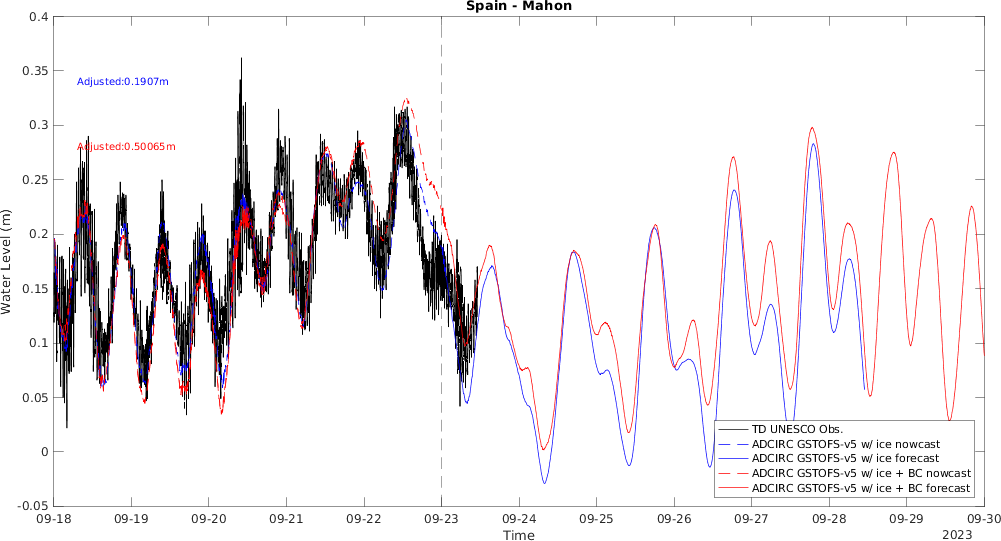 Spain - Mahon
0.4
0.35
0.3
0.25
0.2
0.15
0.1
0.05
0
-0.05
Water Level (m)
Adjusted:0.1907m
Adjusted:0.50065m
TD UNESCO Obs.
ADCIRC GSTOFS-v5 w/ ice nowcast
ADCIRC GSTOFS-v5 w/ ice forecast
ADCIRC GSTOFS-v5 w/ ice + BC nowcast
ADCIRC GSTOFS-v5 w/ ice + BC forecast
09-18 09-19 09-20 09-21 09-22 09-23 09-24 09-25 09-26 09-27 09-28 09-29 09-30
Time
2023